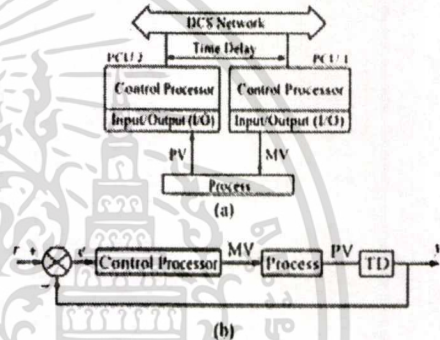 DCS Network
Time Delay
PCU 2
PCU 1
Control Processor
Control Processor
Input/Output (I/O)
Input/Output (I/O)
PV
MV
Process
(a)
r
+
e
Control Processor
MV
Process
PV
TD
y
−
(b)